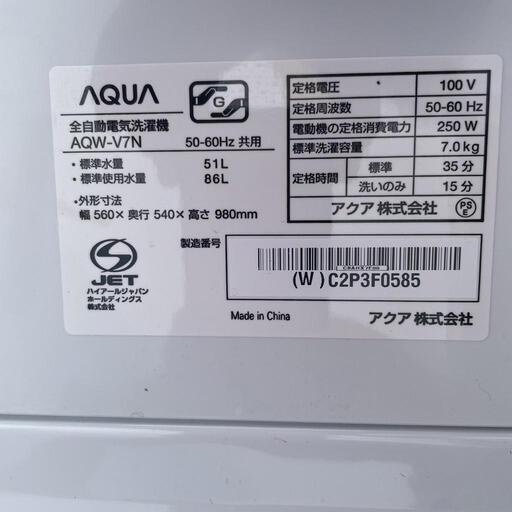 AQUA
G
全自動電気洗濯機
AQW-V7N 50-60Hz 共用
・標準水量 51L
・標準使用水量 86L
・外形寸法
幅 560×奥行 540×高さ 980mm
定格電圧 100 V
定格周波数 50-60 Hz
電動機の定格消費電力 250 W
標準洗濯容量 7.0kg
定格時間 標準 35 分
洗いのみ 15 分
アクア 株式会社 PS E
S
JET
ハイアールジャパン
ホールディングス
株式会社
製造番号
(W) C2P3F0585
Made in China
アクア 株式会社